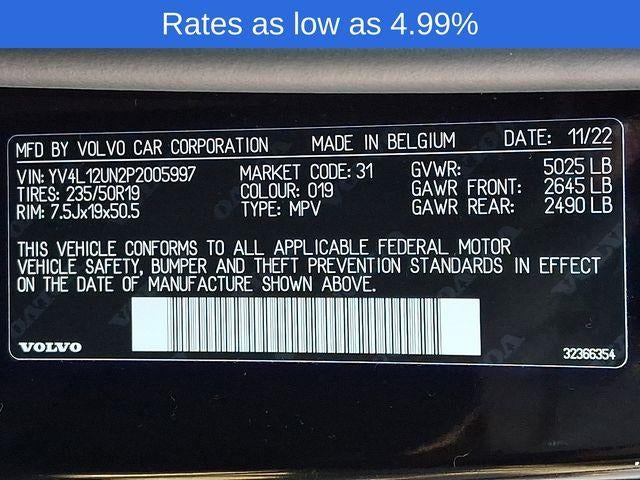 Rates as low as 4.99%
MFD BY VOLVO CAR CORPORATION MADE IN BELGIUM DATE: 11/22
VIN: YV4L12UN2P2005997 MARKET CODE: 31 GVWR: 5025 LB
TIRES: 235/50R19 COLOUR: 019 GAWR FRONT: 2645 LB
RIM: 7.5Jx19x50.5 TYPE: MPV GAWR REAR: 2490 LB
THIS VEHICLE CONFORMS TO ALL APPLICABLE FEDERAL MOTOR
VEHICLE SAFETY, BUMPER AND THEFT PREVENTION STANDARDS IN EFFECT
ON THE DATE OF MANUFACTURE SHOWN ABOVE.
VOLVO 32366354